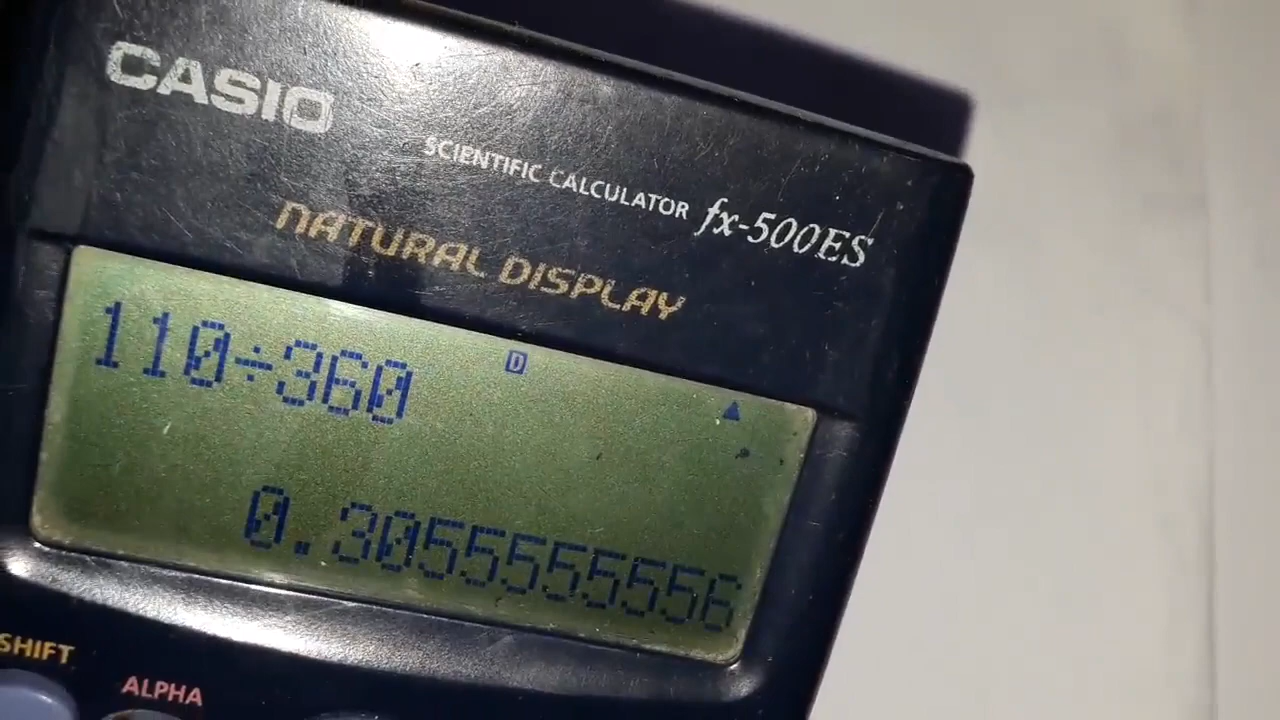 CASIO
SCIENTIFIC CALCULATOR fx-500ES
NATURAL DISPLAY
D
110÷360
0.3055555556
SHIFT
ALPHA